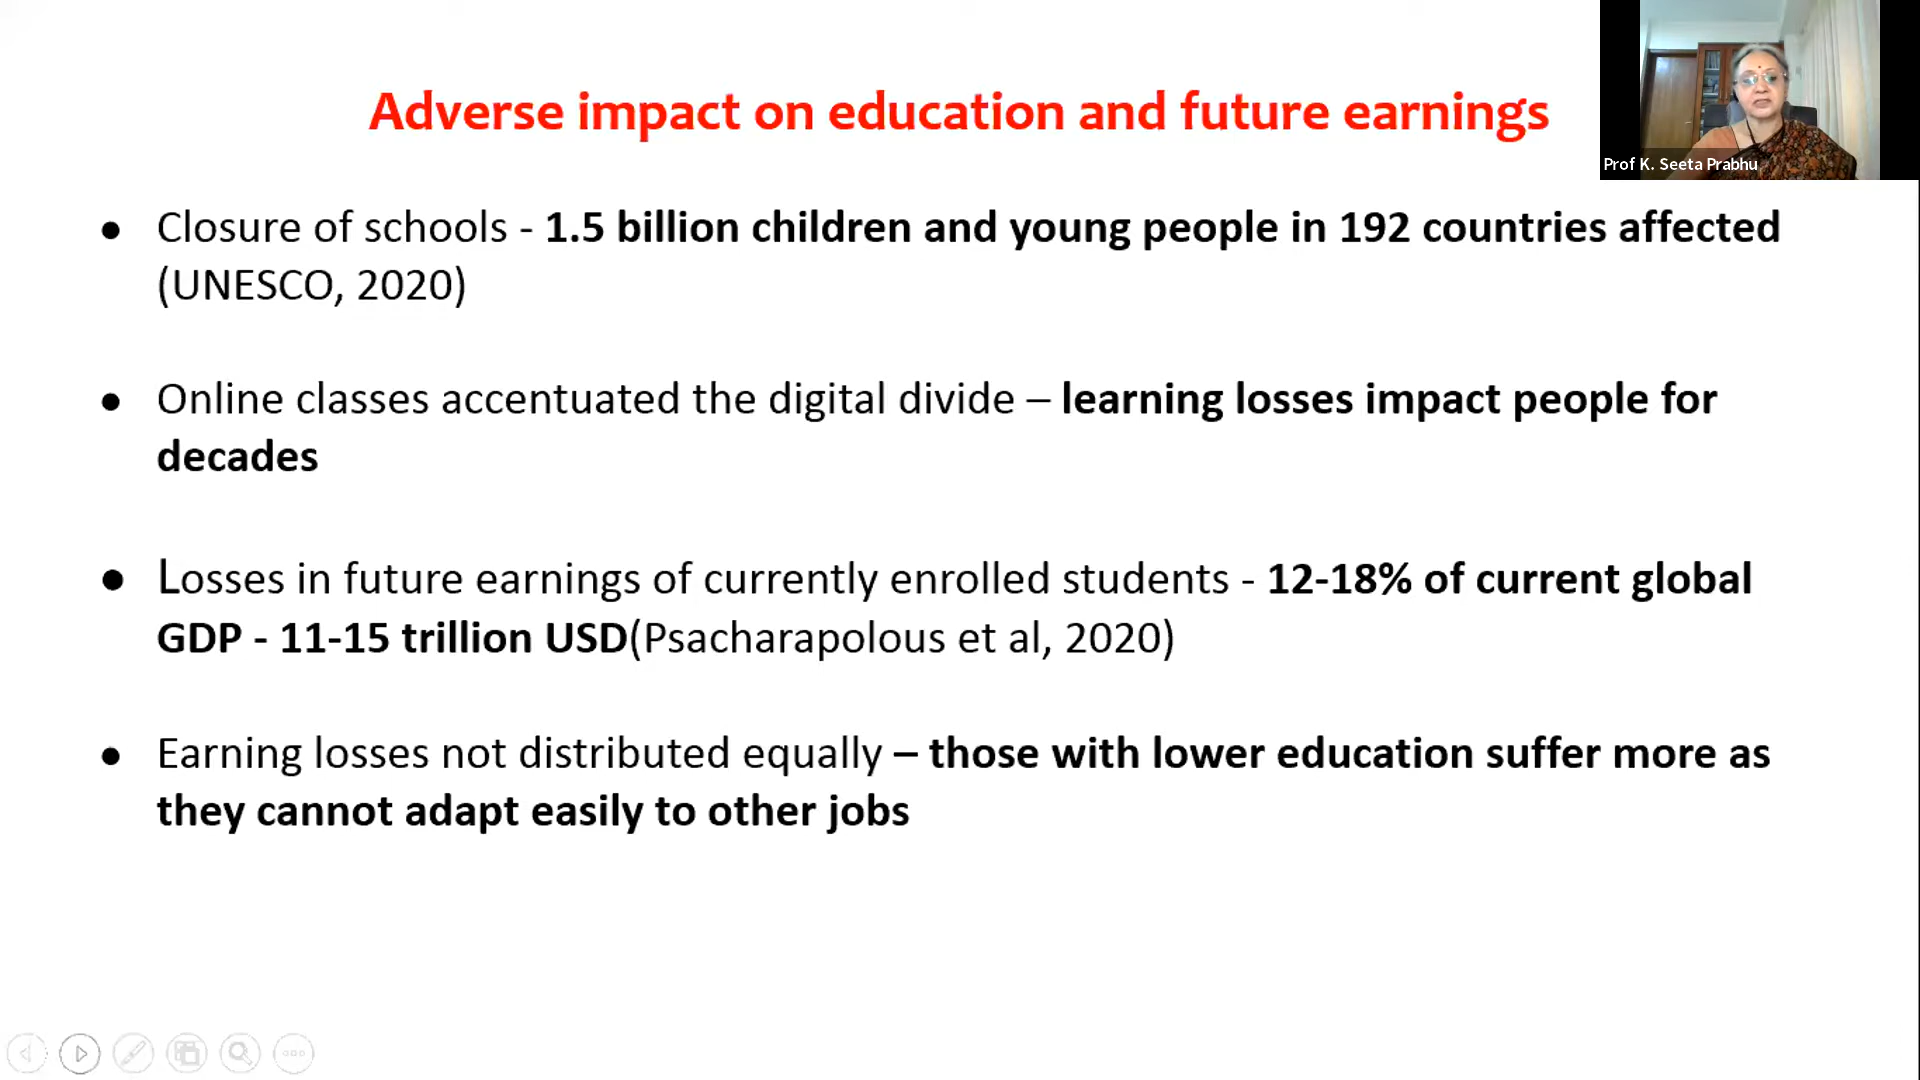 Adverse impact on education and future earnings
Prof K. Seeta Prabhu
● Closure of schools - 1.5 billion children and young people in 192 countries affected
(UNESCO, 2020)
● Online classes accentuated the digital divide – learning losses impact people for
decades
● Losses in future earnings of currently enrolled students - 12-18% of current global
GDP - 11-15 trillion USD(Psacharapolous et al, 2020)
● Earning losses not distributed equally – those with lower education suffer more as
they cannot adapt easily to other jobs